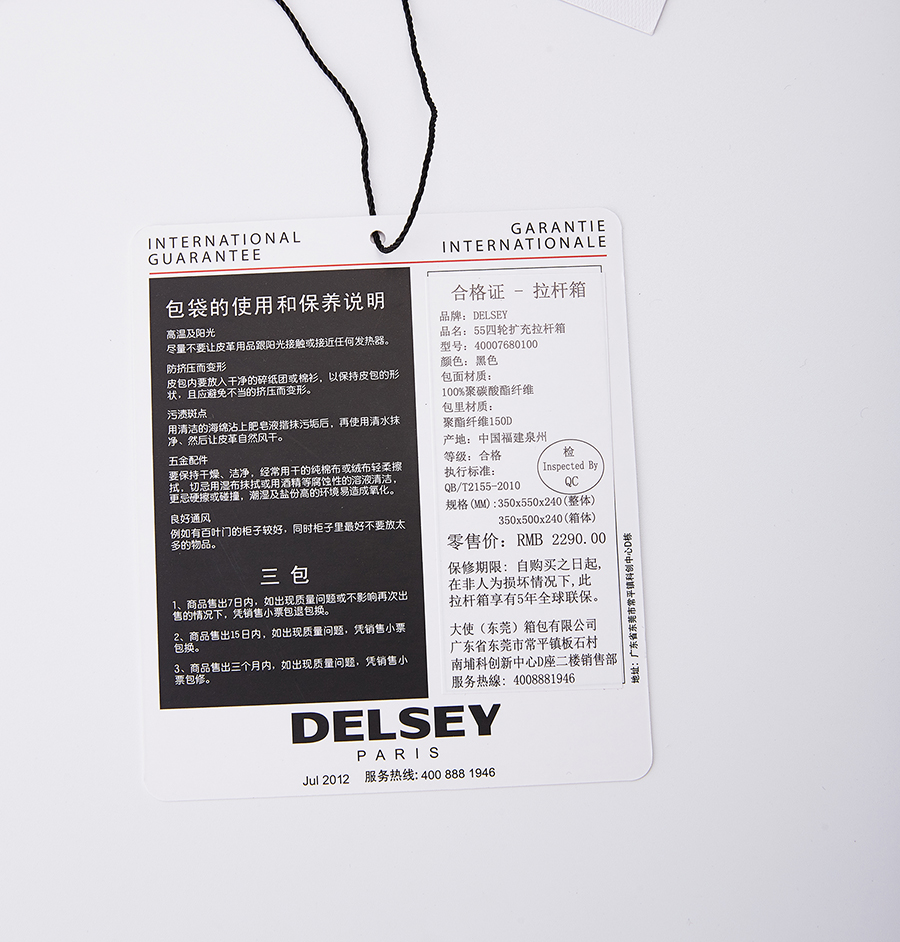 INTERNATIONAL
GUARANTEE
GARANTIE
INTERNATIONALE
包袋的使用和保养说明
高温及阳光
尽量不要让皮革用品跟阳光接触或接近任何发热器。
防挤压而变形
皮包内要放入干净的碎纸团或棉衫，以保持皮包的形
状，且应避免不当的挤压而变形。
污渍斑点
用清洁的海绵沾上肥皂液揩抹污垢后，再使用清水抹
净、然后让皮革自然风干。
五金配件
要保持干燥、洁净，经常用干的纯棉布或绒布轻柔擦
拭，切忌用湿布抹拭或用酒精等腐蚀性的溶液清洁，
更忌硬擦或碰撞，潮湿及盐份高的环境易造成氧化。
良好通风
例如有百叶门的柜子较好，同时柜子里最好不要放太
多的物品。
三 包
1、商品售出7日内，如出现质量问题或不影响再次出
售的情况下，凭销售小票包退包换。
2、商品售出15日内，如出现质量问题，凭销售小票
包换。
3、商品售出三个月内，如出现质量问题，凭销售小
票包修。
合格证 - 拉杆箱
品牌：DELSEY
品名：55四轮扩充拉杆箱
型号：40007680100
颜色：黑色
包面材质：
100%聚碳酸酯纤维
包里材质：
聚酯纤维150D
产地：中国福建泉州
等级：合格
执行标准：
QB/T2155-2010
检
Inspected By
QC
规格(MM):350x550x240(整体)
350x500x240(箱体)
零售价：RMB 2290.00
保修期限：自购买之日起,
在非人为损坏情况下,此
拉杆箱享有5年全球联保。
大使（东莞）箱包有限公司
广东省东莞市常平镇板石村
南埔科创新中心D座二楼销售部
服务热線：4008881946
地址：广东省东莞市常平镇科创中心D栋
DELSEY
PARIS
Jul 2012 服务热线: 400 888 1946